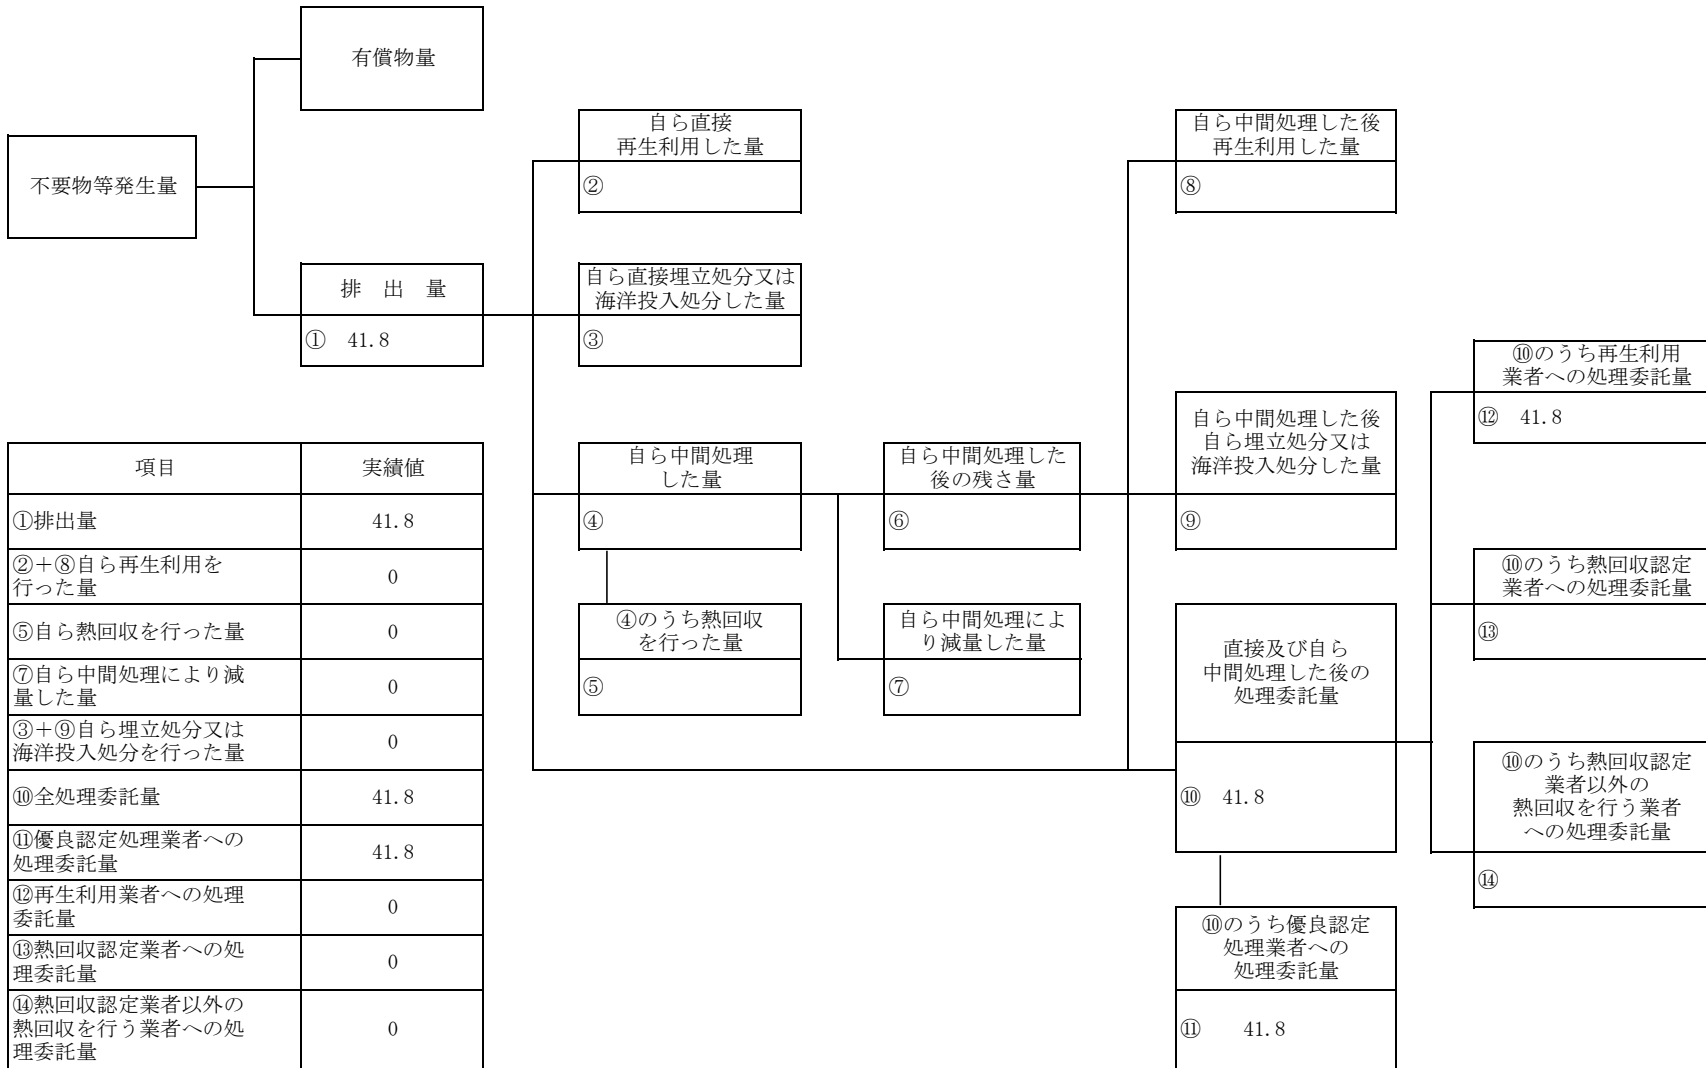 有償物量
不要物等発生量
自ら直接
再生利用した量
②
自ら中間処理した後
再生利用した量
⑧
排　出　量
①　41.8
自ら直接埋立処分又は
海洋投入処分した量
③
⑩のうち再生利用
業者への処理委託量
⑫　41.8
自ら中間処理
した量
④
自ら中間処理した
後の残さ量
⑥
自ら中間処理した後
自ら埋立処分又は
海洋投入処分した量
⑨
⑩のうち熱回収認定
業者への処理委託量
⑬
④のうち熱回収
を行った量
⑤
自ら中間処理によ
り減量した量
⑦
直接及び自ら
中間処理した後の
処理委託量
⑩　41.8
⑩のうち熱回収認定
業者以外の
熱回収を行う業者
への処理委託量
⑭
⑩のうち優良認定
処理業者への
処理委託量
⑪　41.8
項目　実績値
①排出量　41.8
②＋⑧自ら再生利用を
行った量　0
⑤自ら熱回収を行った量　0
⑦自ら中間処理により減
量した量　0
③＋⑨自ら埋立処分又は
海洋投入処分を行った量　0
⑩全処理委託量　41.8
⑪優良認定処理業者への
処理委託量　41.8
⑫再生利用業者への処理
委託量　0
⑬熱回収認定業者への処
理委託量　0
⑭熱回収認定業者以外の
熱回収を行う業者への処
理委託量　0